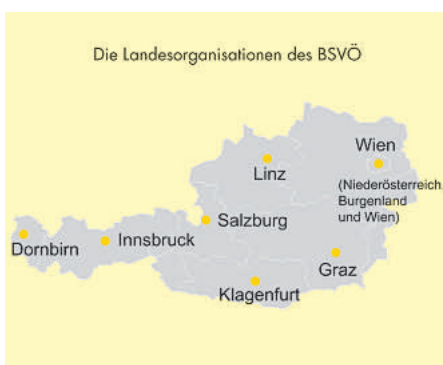 Die Landesorganisationen des BSVÖ
Wien
Linz
(Niederösterreich
Burgenland
und Wien)
Salzburg
Innsbruck
Dornbirn
Graz
Klagenfurt